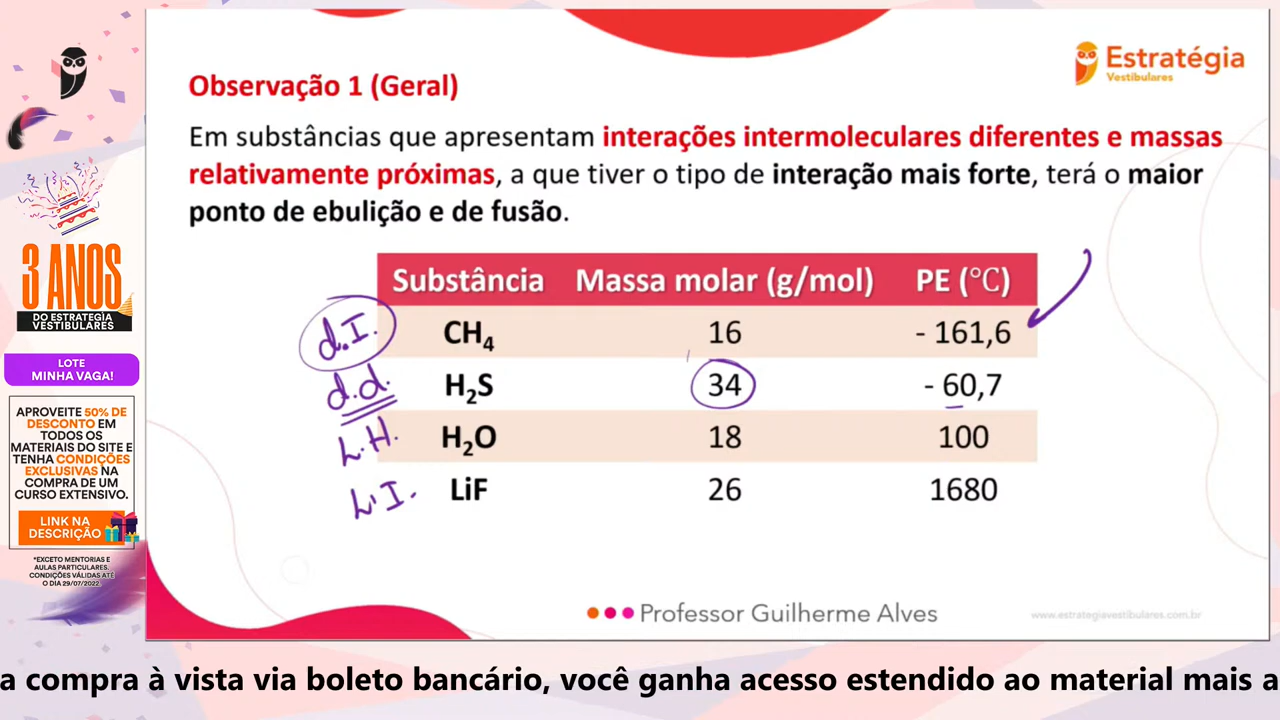 Estratégia
Vestibulares
Observação 1 (Geral)
Em substâncias que apresentam interações intermoleculares diferentes e massas
relativamente próximas, a que tiver o tipo de interação mais forte, terá o maior
ponto de ebulição e de fusão.
Substância Massa molar (g/mol) PE (°C)
d.I. CH4 16 - 161,6
d.d. H2S 34 - 60,7
L.H. H2O 18 100
L.I. LiF 26 1680
Professor Guilherme Alves
www.estrategiavestibulares.com.br
3 ANOS
DO ESTRATEGIA
VESTIBULARES
LOTE
MINHA VAGA!
APROVEITE 50% DE
DESCONTO EM
TODOS OS
MATERIAIS DO SITE E
TENHA CONDIÇÕES
EXCLUSIVAS NA
COMPRA DE UM
CURSO EXTENSIVO.
LINK NA
DESCRIÇÃO
*EXCETO MENTORIAS E
AULAS PARTICULARES.
CONDIÇÕES VÁLIDAS ATÉ
O DIA 29/07/2022.
a compra à vista via boleto bancário, você ganha acesso estendido ao material mais a